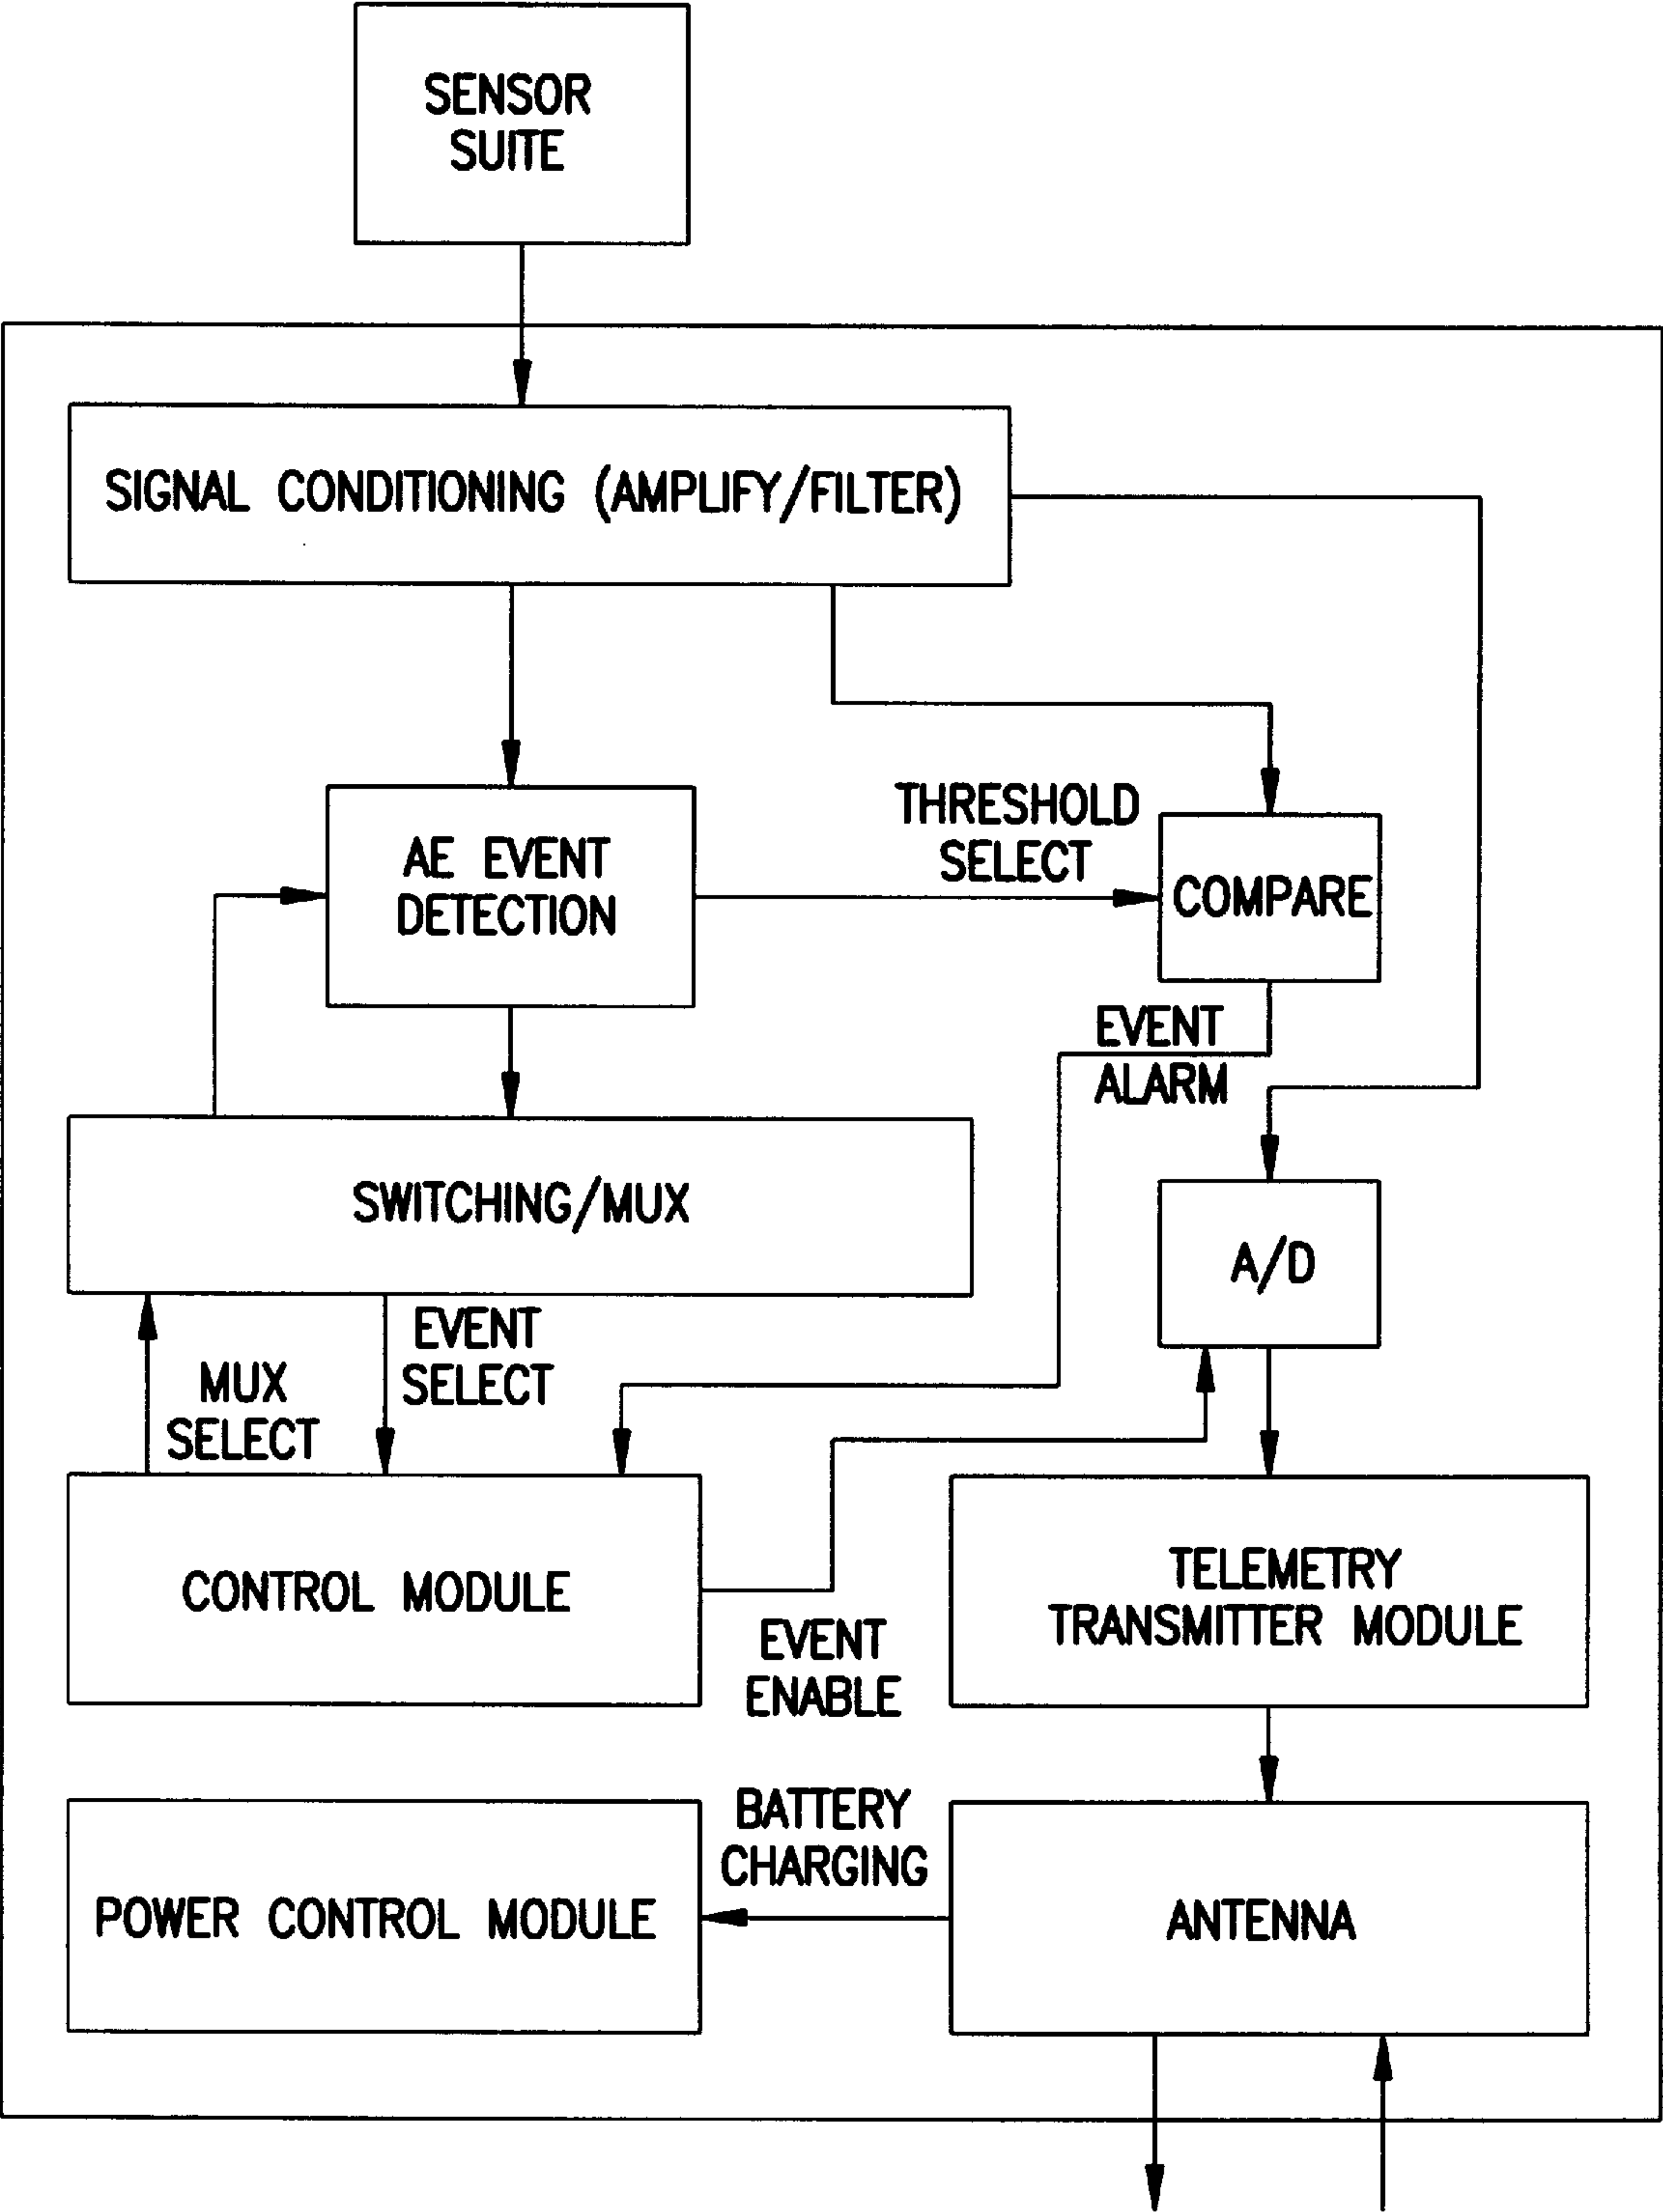 SENSOR
SUITE
SIGNAL CONDITIONING (AMPLIFY/FILTER)
AE EVENT
DETECTION
THRESHOLD
SELECT
COMPARE
EVENT
ALARM
SWITCHING/MUX
A/D
MUX
SELECT
EVENT
SELECT
CONTROL MODULE
EVENT
ENABLE
TELEMETRY
TRANSMITTER MODULE
POWER CONTROL MODULE
BATTERY
CHARGING
ANTENNA